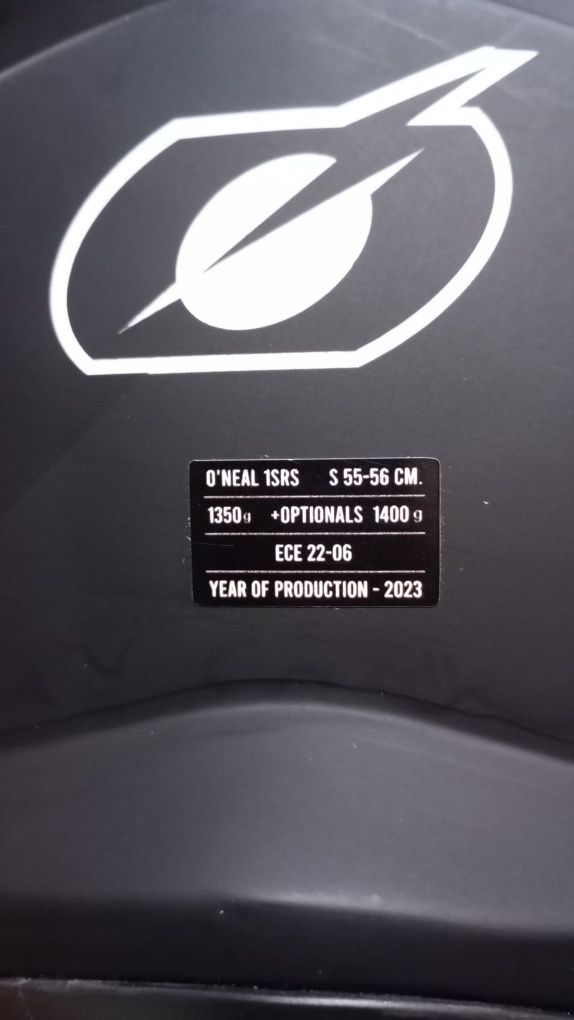 O'NEAL 1SRS S 55-56 CM.
1350g +OPTIONALS 1400g
ECE 22-06
YEAR OF PRODUCTION - 2023